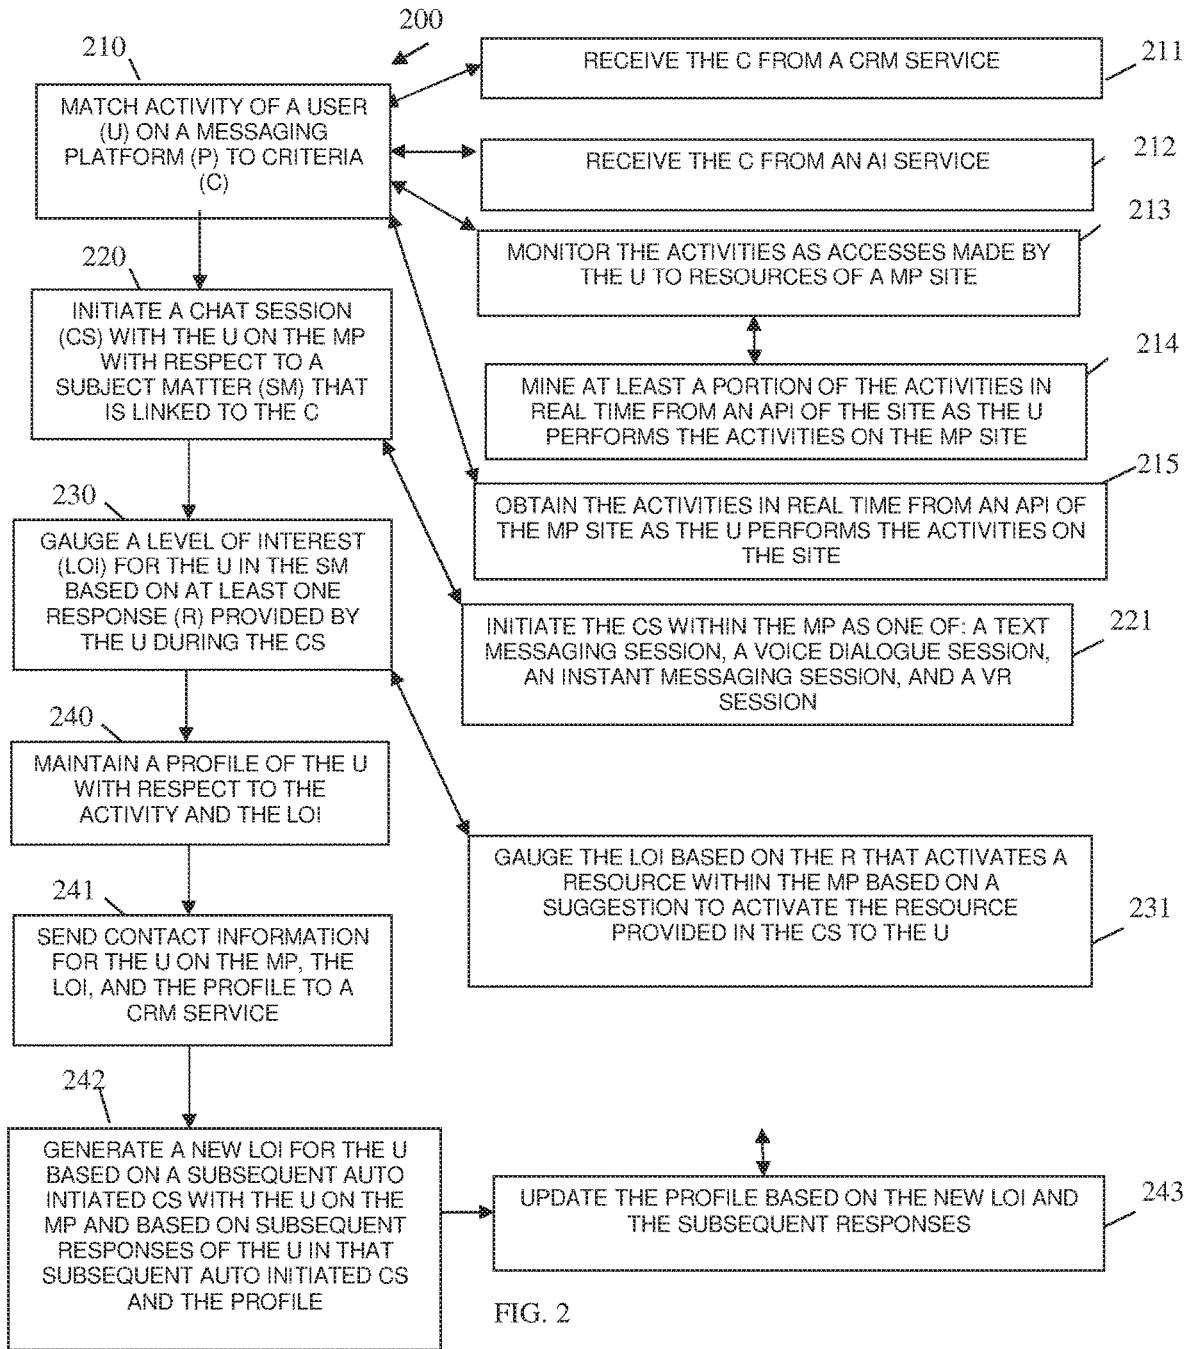 200
210
MATCH ACTIVITY OF A USER
(U) ON A MESSAGING
PLATFORM (P) TO CRITERIA
(C)
RECEIVE THE C FROM A CRM SERVICE
211
RECEIVE THE C FROM AN AI SERVICE
212
213
MONITOR THE ACTIVITIES AS ACCESSES MADE BY
THE U TO RESOURCES OF A MP SITE
220
INITIATE A CHAT SESSION
(CS) WITH THE U ON THE MP
WITH RESPECT TO A
SUBJECT MATTER (SM) THAT
IS LINKED TO THE C
214
MINE AT LEAST A PORTION OF THE ACTIVITIES IN
REAL TIME FROM AN API OF THE SITE AS THE U
PERFORMS THE ACTIVITIES ON THE MP SITE
215
OBTAIN THE ACTIVITIES IN REAL TIME FROM AN API OF
THE MP SITE AS THE U PERFORMS THE ACTIVITIES ON
THE SITE
230
GAUGE A LEVEL OF INTEREST
(LOI) FOR THE U IN THE SM
BASED ON AT LEAST ONE
RESPONSE (R) PROVIDED BY
THE U DURING THE CS
INITIATE THE CS WITHIN THE MP AS ONE OF: A TEXT
MESSAGING SESSION, A VOICE DIALOGUE SESSION,
AN INSTANT MESSAGING SESSION, AND A VR
SESSION
221
240
MAINTAIN A PROFILE OF THE U
WITH RESPECT TO THE
ACTIVITY AND THE LOI
GAUGE THE LOI BASED ON THE R THAT ACTIVATES A
RESOURCE WITHIN THE MP BASED ON A
SUGGESTION TO ACTIVATE THE RESOURCE
PROVIDED IN THE CS TO THE U
231
241
SEND CONTACT INFORMATION
FOR THE U ON THE MP, THE
LOI, AND THE PROFILE TO A
CRM SERVICE
242
GENERATE A NEW LOI FOR THE U
BASED ON A SUBSEQUENT AUTO
INTIATED CS WITH THE U ON THE
MP AND BASED ON SUBSEQUENT
RESPONSES OF THE U IN THAT
SUBSEQUENT AUTO INITIATED CS
AND THE PROFILE
UPDATE THE PROFILE BASED ON THE NEW LOI AND
THE SUBSEQUENT RESPONSES
243
FIG. 2